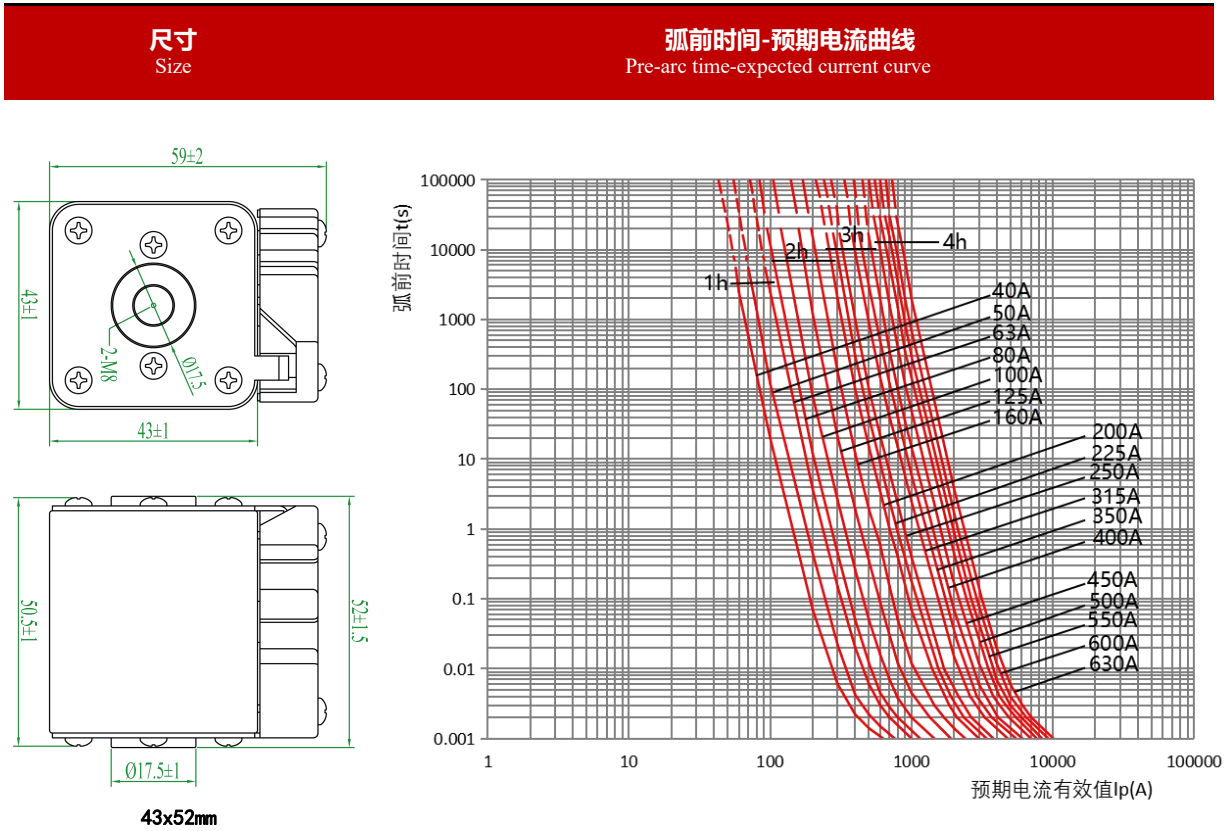 尺寸
Size
弧前时间-预期电流曲线
Pre-arc time-expected current curve
59±2
43±1
2-M8
Ø17.5
43±1
50.5±1
52±1.5
Ø17.5±1
43x52mm
弧前时间t(s)
100000
10000
1000
100
10
1
0.1
0.01
0.001
1
10
100
1000
10000
100000
预期电流有效值Ip(A)
1h
2h
3h
4h
40A
50A
63A
80A
100A
125A
160A
200A
225A
250A
315A
350A
400A
450A
500A
550A
600A
630A